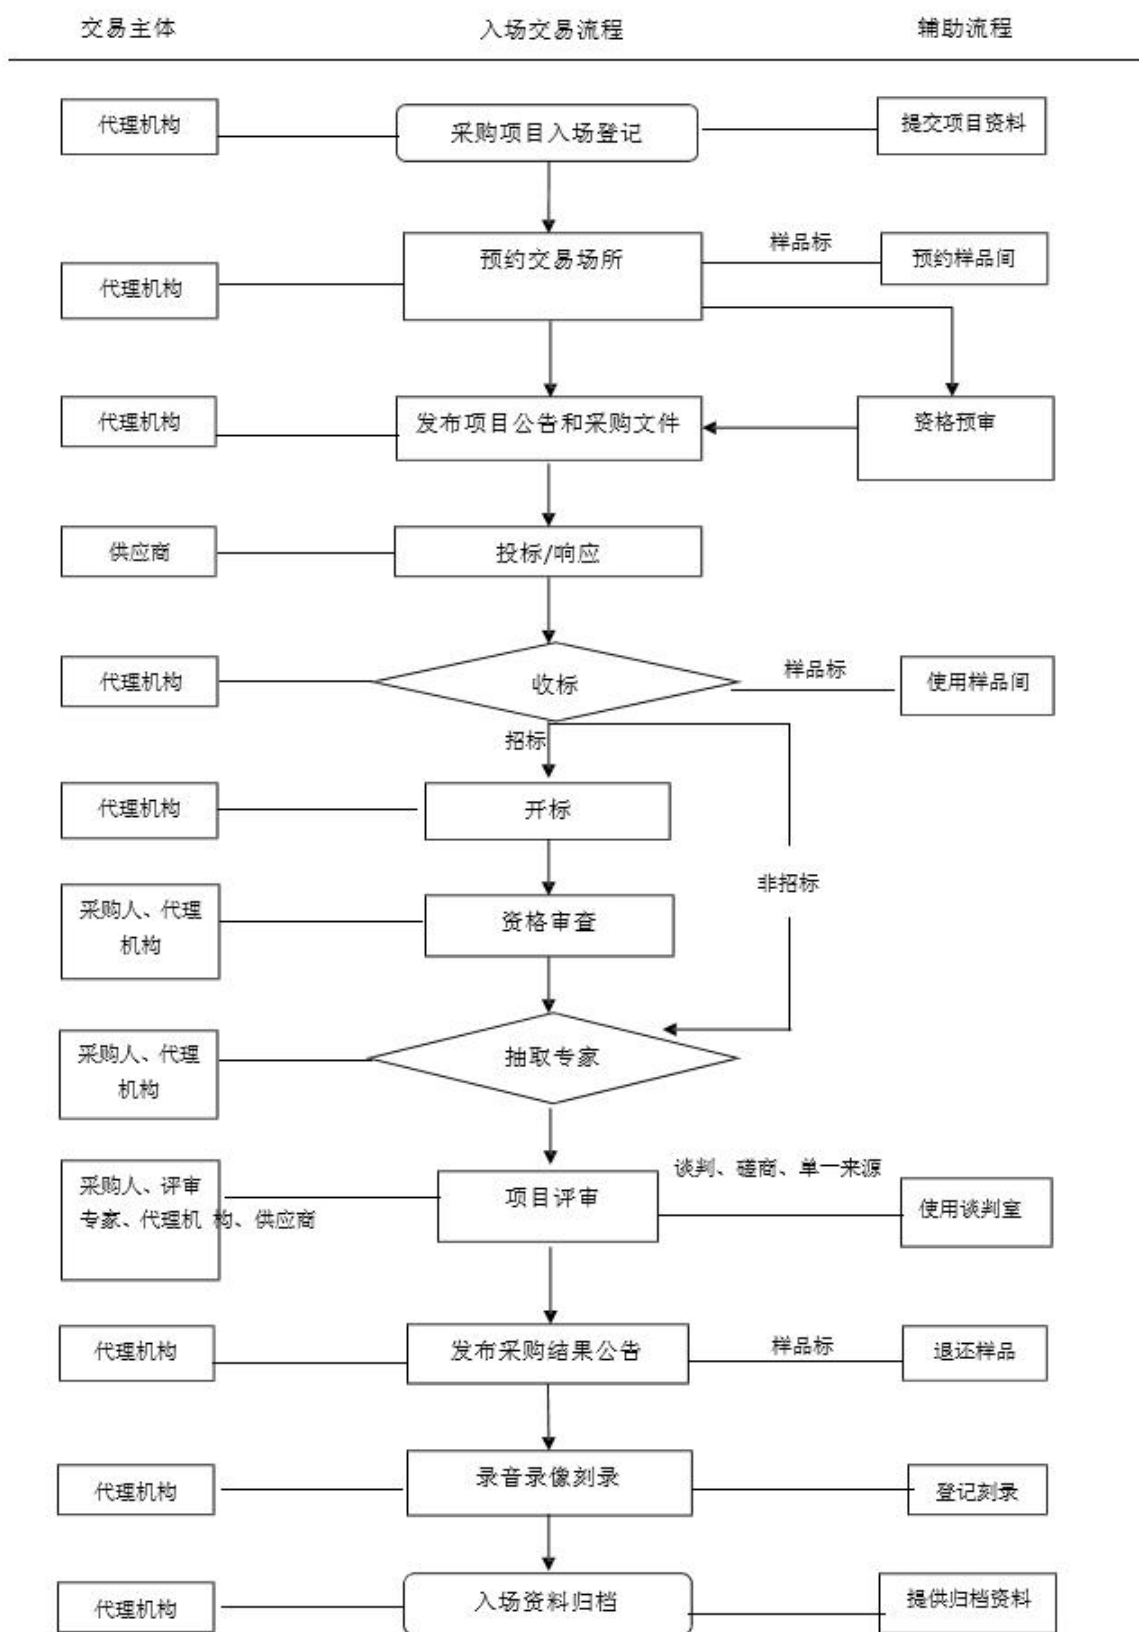 交易主体 入场交易流程 辅助流程
代理机构 采购项目入场登记 提交项目资料
预约交易场所 样品标 预约样品间
代理机构
代理机构 发布项目公告和采购文件 资格预审
供应商 投标/响应
代理机构 收标 样品标 使用样品间
招标
代理机构 开标
非招标
采购人、代理
机构
资格审查
采购人、代理
机构
抽取专家
谈判、磋商、单一来源
采购人、评审
专家、代理机 构、供应商
项目评审 使用谈判室
代理机构 发布采购结果公告 样品标 退还样品
代理机构 录音录像刻录 登记刻录
代理机构 入场资料归档 提供归档资料